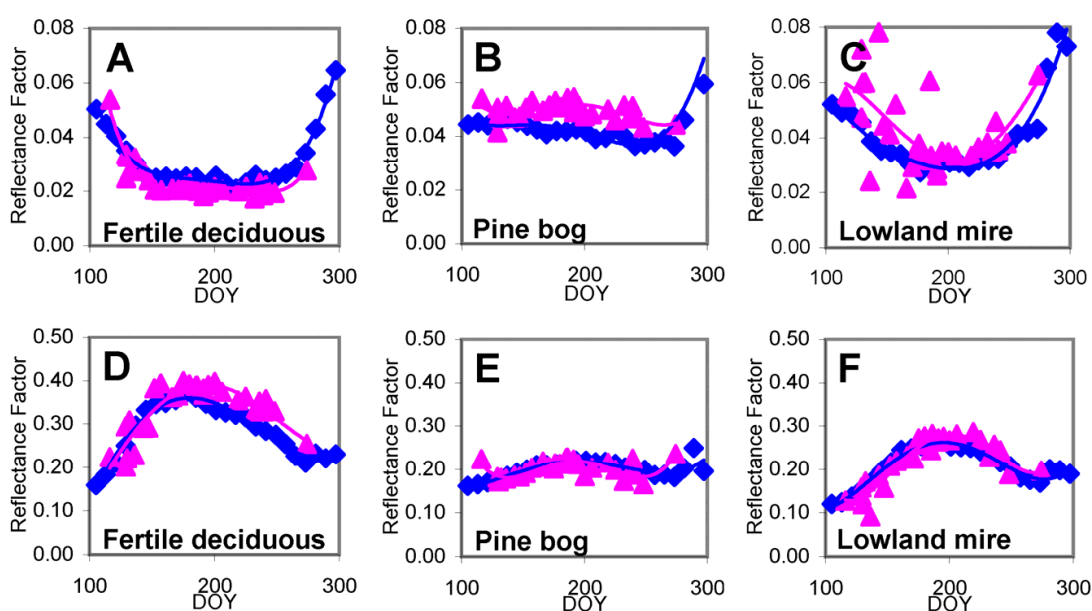 Reflectance Factor
0.08
0.06
0.04
0.02
0.00
A
Fertile deciduous
100
200
300
DOY
Reflectance Factor
0.08
0.06
0.04
0.02
0.00
B
Pine bog
100
200
300
DOY
Reflectance Factor
0.08
0.06
0.04
0.02
0.00
C
Lowland mire
100
200
300
DOY
Reflectance Factor
0.50
0.40
0.30
0.20
0.10
0.00
D
Fertile deciduous
100
200
300
DOY
Reflectance Factor
0.50
0.40
0.30
0.20
0.10
0.00
E
Pine bog
100
200
300
DOY
Reflectance Factor
0.50
0.40
0.30
0.20
0.10
0.00
F
Lowland mire
100
200
300
DOY